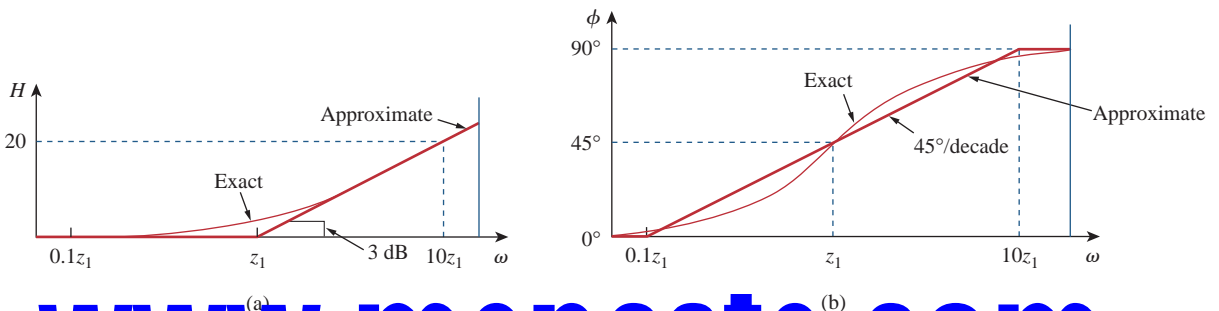 H
20
Approximate
Exact
3 dB
0.1z₁
z₁
10z₁
ω
(a)
ϕ
90°
45°
0°
Exact
Approximate
45°/decade
0.1z₁
z₁
10z₁
ω
(b)